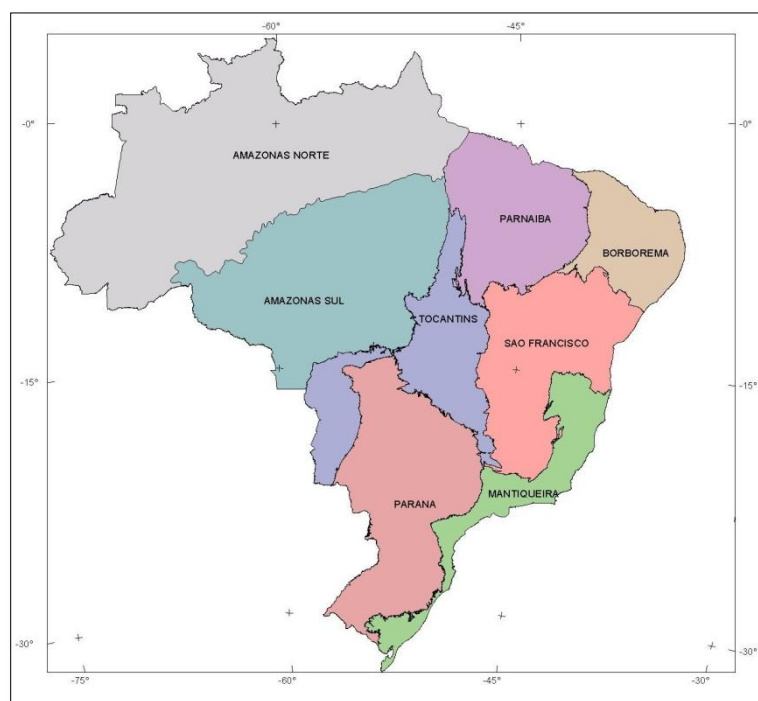 -60°
-45°
-0°
-0°
AMAZONAS NORTE
PARNAIBA
BORBOREMA
AMAZONAS SUL
TOCANTINS
SAO FRANCISCO
-15°
-15°
MANTIQUEIRA
PARANA
-30°
-30°
-75°
-60°
-45°
-30°